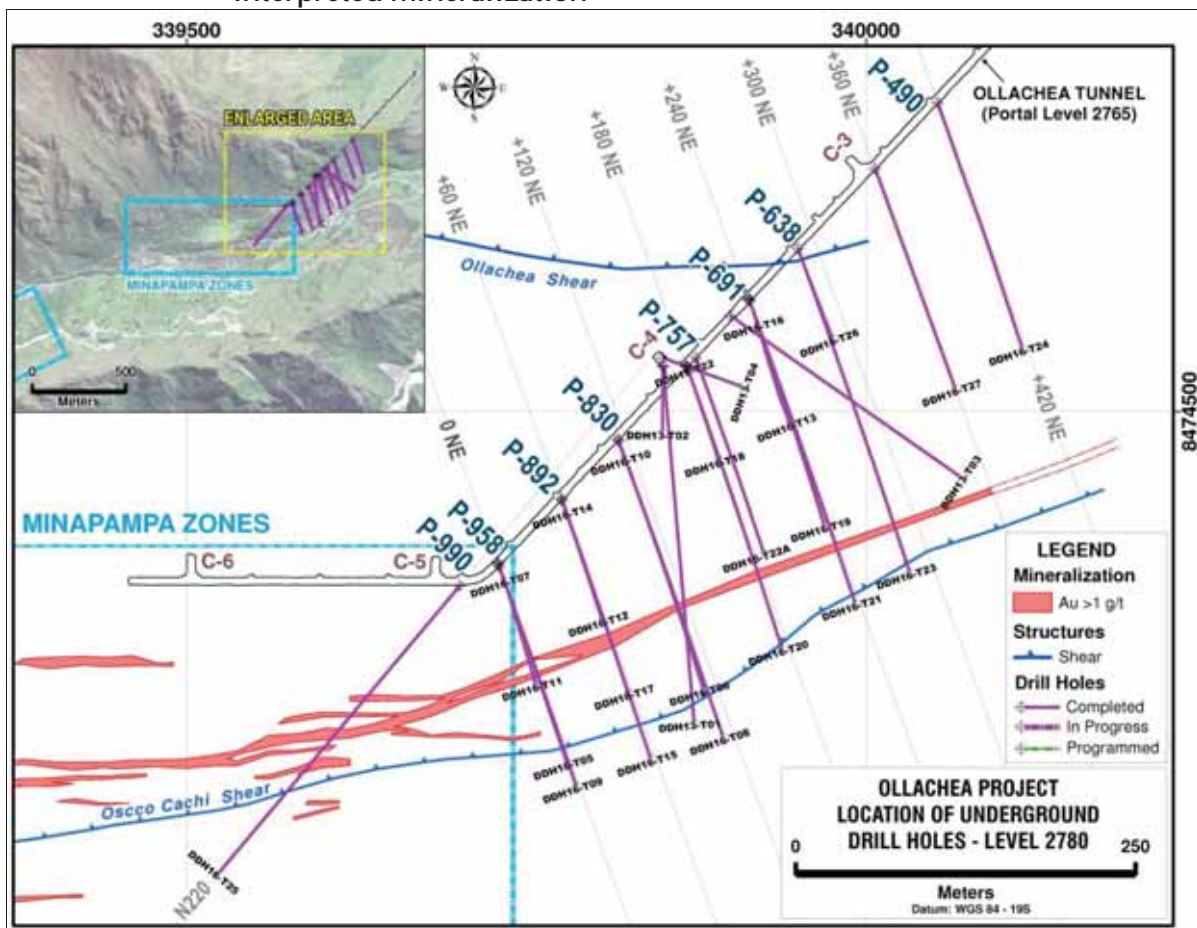 Interpreted mineralization
339500
340000
ENLARGED AREA
MINAPAMPA ZONES
0
500
Meters
+60 NE
+120 NE
+180 NE
+240 NE
+300 NE
+360 NE
P-490
OLLACHEA TUNNEL
(Portal Level 2765)
C-3
P-638
Ollachea Shear
P-691
DDH16-T16
DDH16-T26
DDH16-T24
C-4
P-757
DDH16-T22
DDH13-T04
DDH16-T27
+420 NE
8474500
P-830
DDH13-T02
DDH16-T13
DDH16-T10
DDH16-T18
DDH13-T03
0 NE
P-892
DDH16-T14
MINAPAMPA ZONES
P-958
P-990
DDH16-T19
DDH16-T22A
C-6
C-5
DDH16-T07
DDH16-T23
DDH16-T21
DDH16-T12
DDH16-T20
DDH16-T11
DDH16-T17
DDH16-T06
DDH13-T01
DDH16-T08
DDH16-T05
DDH16-T15
DDH16-T09
Oscco Cachi Shear
DDH16-T25
N220
LEGEND
Mineralization
Au >1 g/t
Structures
Shear
Drill Holes
Completed
In Progress
Programmed
OLLACHEA PROJECT
LOCATION OF UNDERGROUND
DRILL HOLES - LEVEL 2780
0
250
Meters
Datum: WGS 84 - 19S